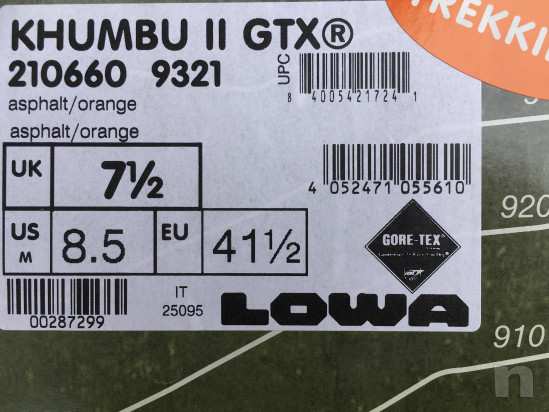 KHUMBU II GTX®
210660 9321
asphalt/orange
asphalt/orange
UPC
8 4005421724 1
TREKKI
UK 7½
4 052471 055610
US M 8.5 EU 41½
GORE-TEX®
920
00287299
IT
25095
LOWA
910
n